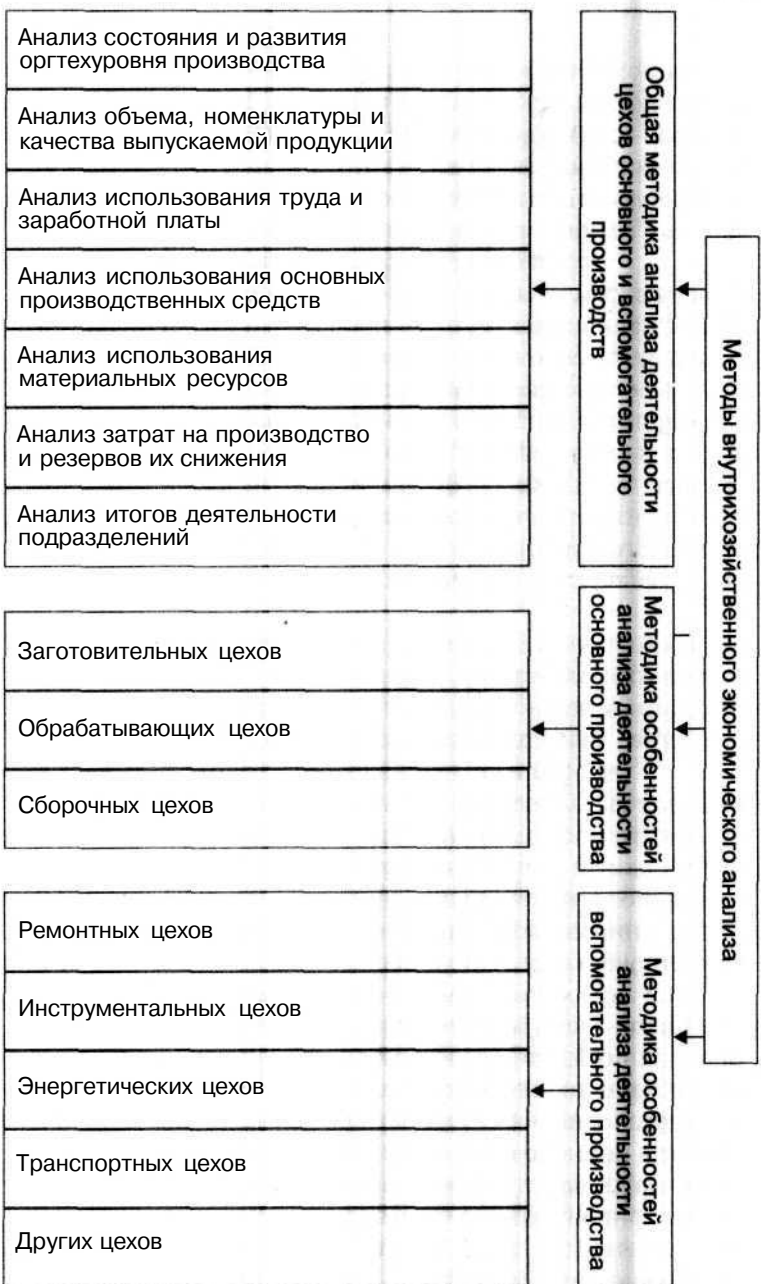 Методы внутрихозяйственного экономического анализа
Общая методика анализа деятельности
цехов основного и вспомогательного
производств
Анализ состояния и развития
оргтехуровня производства
Анализ объема, номенклатуры и
качества выпускаемой продукции
Анализ использования труда и
заработной платы
Анализ использования основных
производственных средств
Анализ использования
материальных ресурсов
Анализ затрат на производство
и резервов их снижения
Анализ итогов деятельности
подразделений
Методика особенностей
анализа деятельности
основного производства
Заготовительных цехов
Обрабатывающих цехов
Сборочных цехов
Методика особенностей
анализа деятельности
вспомогательного производства
Ремонтных цехов
Инструментальных цехов
Энергетических цехов
Транспортных цехов
Других цехов